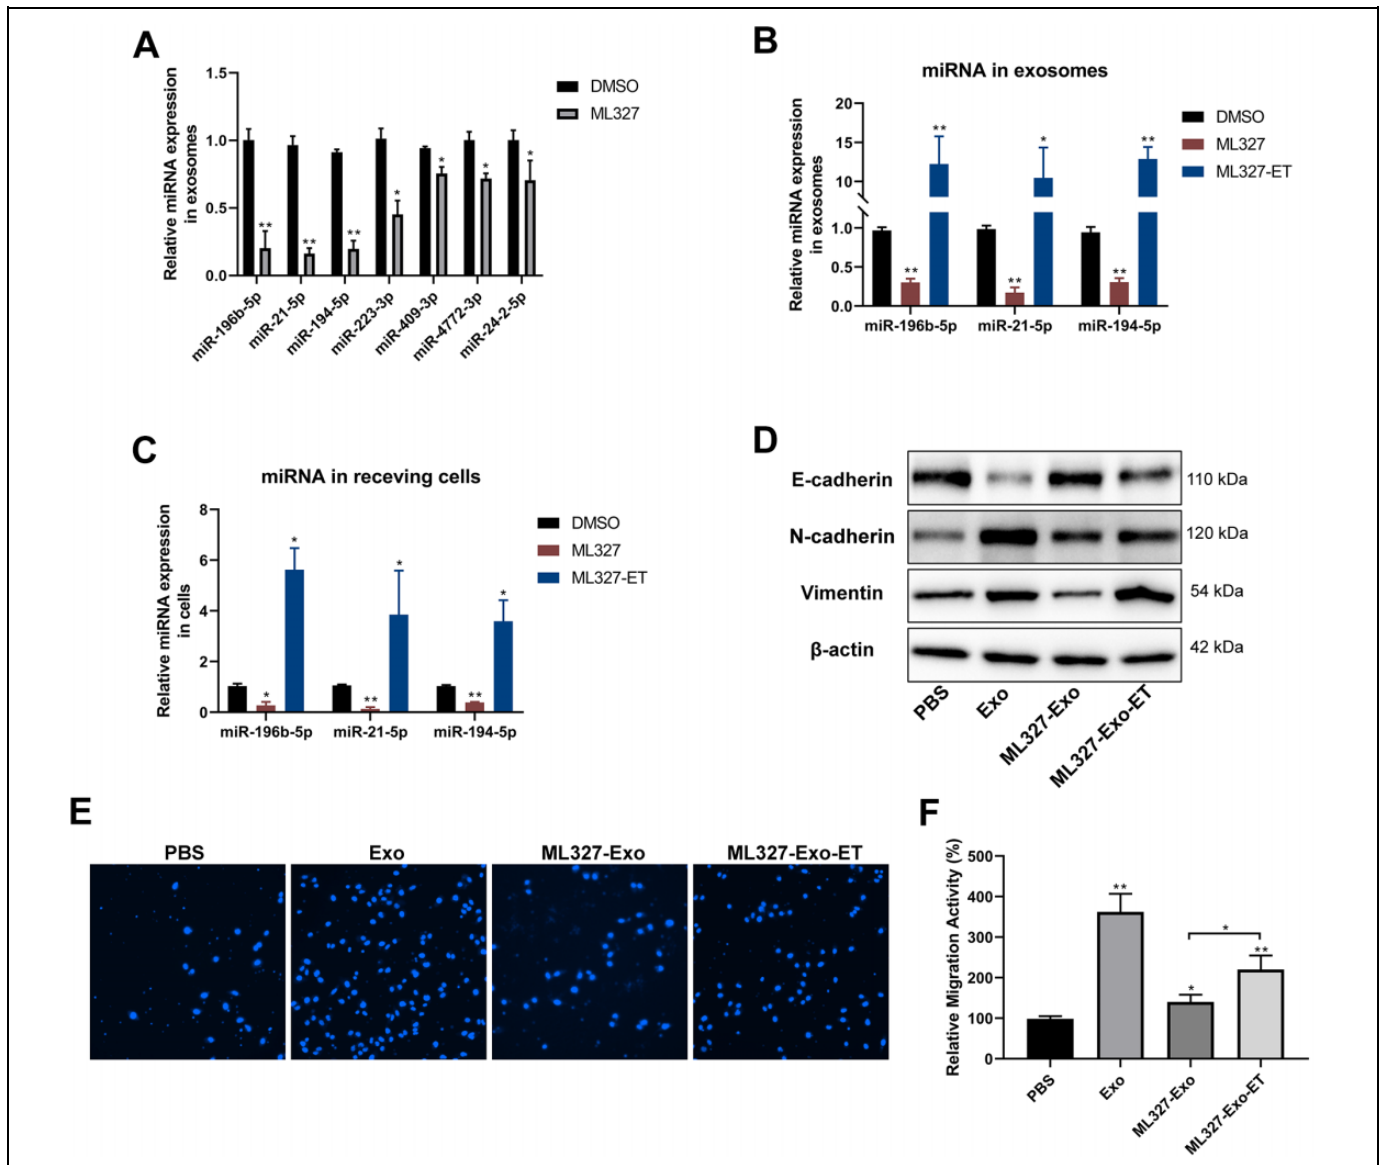 A
Relative miRNA expression
in exosomes
1.5
1.0
0.5
0.0
DMSO
ML327
** ** ** * * * *
miR-196b-5p
miR-21-5p
miR-194-5p
miR-223-3p
miR-409-3p
miR-4772-3p
miR-24-2-5p
B
miRNA in exosomes
Relative miRNA expression
in exosomes
20
15
10
1.0
0.5
0.0
DMSO
ML327
ML327-ET
** * **
** ** **
miR-196b-5p miR-21-5p miR-194-5p
C
miRNA in receving cells
Relative miRNA expression
in cells
8
6
4
2
0
DMSO
ML327
ML327-ET
* * *
* ** **
miR-196b-5p miR-21-5p miR-194-5p
D
E-cadherin 110 kDa
N-cadherin 120 kDa
Vimentin 54 kDa
β-actin 42 kDa
PBS
Exo
ML327-Exo
ML327-Exo-ET
E
PBS Exo ML327-Exo ML327-Exo-ET
F
Relative Migration Activity (%)
500
400
300
200
100
0
** * ** *
PBS
Exo
ML327-Exo
ML327-Exo-ET